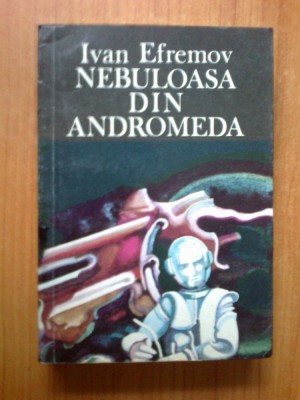 Ivan Efremov
NEBULOASA
DIN
ANDROMEDA